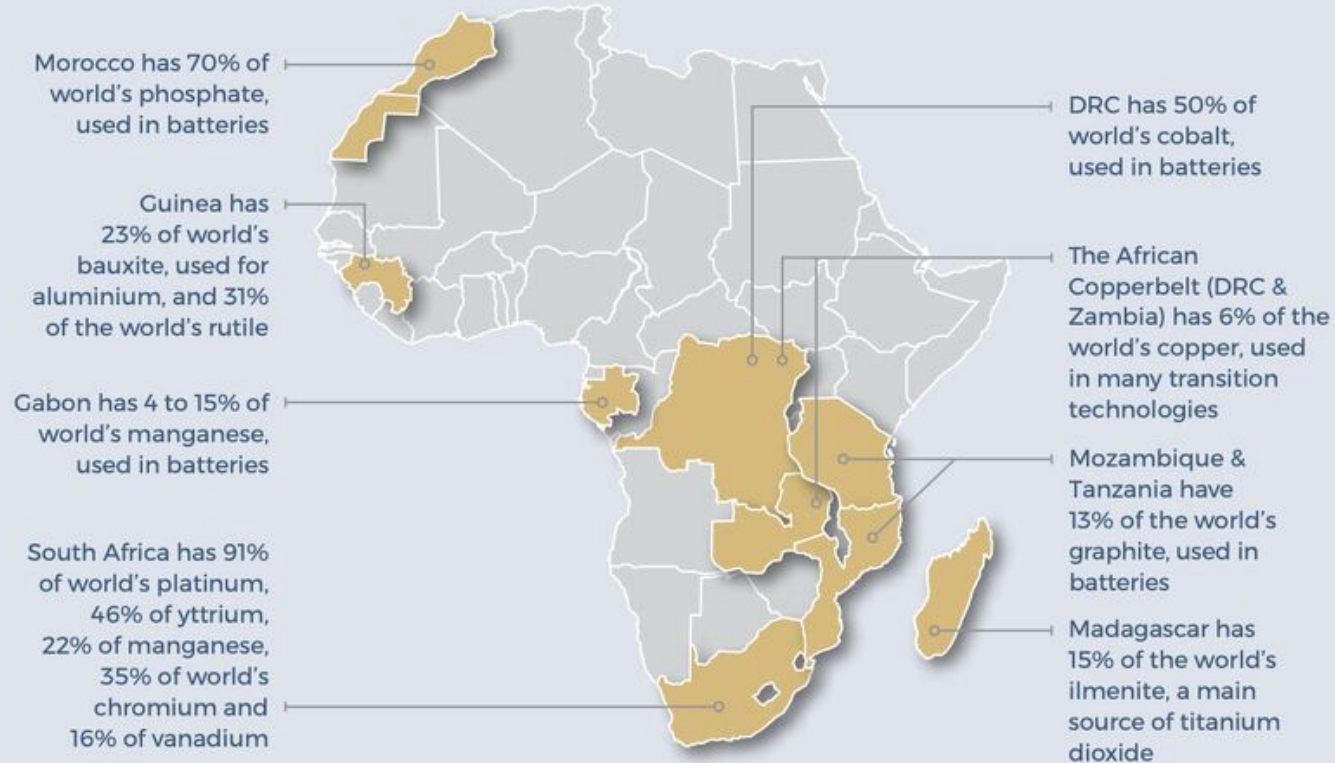 Morocco has 70% of
world's phosphate,
used in batteries
Guinea has
23% of world's
bauxite, used for
aluminium, and 31%
of the world's rutile
Gabon has 4 to 15% of
world's manganese,
used in batteries
South Africa has 91%
of world's platinum,
46% of yttrium,
22% of manganese,
35% of world's
chromium and
16% of vanadium
DRC has 50% of
world's cobalt,
used in batteries
The African
Copperbelt (DRC &
Zambia) has 6% of the
world's copper, used
in many transition
technologies
Mozambique &
Tanzania have
13% of the world's
graphite, used in
batteries
Madagascar has
15% of the world's
ilmenite, a main
source of titanium
dioxide